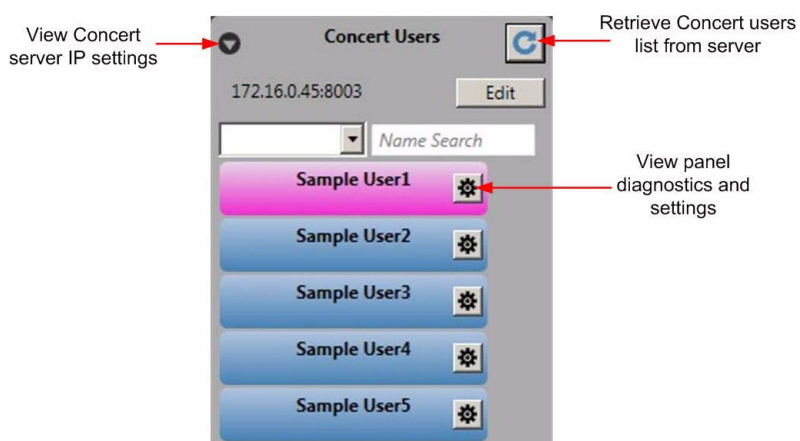 View Concert
server IP settings
Concert Users
Retrieve Concert users
list from server
172.16.0.45:8003
Edit
Name Search
Sample User1
View panel
diagnostics and
settings
Sample User2
Sample User3
Sample User4
Sample User5